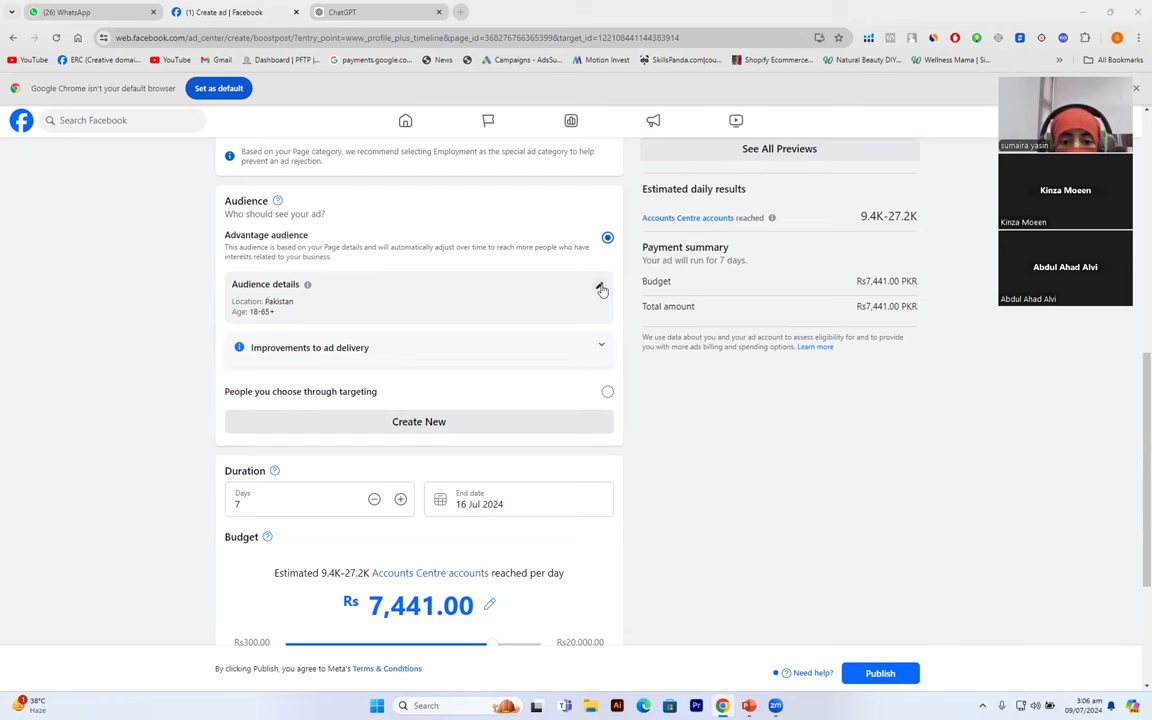 (26) WhatsApp
(1) Create ad | Facebook
ChatGPT
web.facebook.com/ad_center/create/boostpost/?entry_point=www_profile_plus_timeline&page_id=368276766365399&target_id=122108441144383914
YouTube
ERC (Creative domai...
YouTube
Gmail
Dashboard | PFTP |...
payments.google.co...
News
Campaigns - AdsSu...
Motion Invest
SkillsPanda.com(cou...
Shopify Ecommerce...
Natural Beauty DIY...
Wellness Mama | Si...
All Bookmarks
Google Chrome isn't your default browser
Set as default
Search Facebook
Based on your Page category, we recommend selecting Employment as the special ad category to help
prevent an ad rejection.
See All Previews
Audience
Who should see your ad?
Advantage audience
This audience is based on your Page details and will automatically adjust over time to reach more people who have
interests related to your business.
Audience details
Location: Pakistan
Age: 18-65+
Improvements to ad delivery
People you choose through targeting
Create New
Estimated daily results
Accounts Centre accounts reached
9.4K-27.2K
Payment summary
Your ad will run for 7 days.
Budget
Rs7,441.00 PKR
Total amount
Rs7,441.00 PKR
We use data about you and your ad account to assess eligibility for and to provide
you with more ads billing and spending options. Learn more
Duration
Days
7
End date
16 Jul 2024
Budget
Estimated 9.4K-27.2K Accounts Centre accounts reached per day
Rs 7,441.00
Rs300.00
Rs20,000.00
By clicking Publish, you agree to Meta's Terms & Conditions
Need help?
Publish
sumaira yasin
Kinza Moeen
Kinza Moeen
Abdul Ahad Alvi
Abdul Ahad Alvi
38°C
Haze
Search
3:06 am
09/07/2024